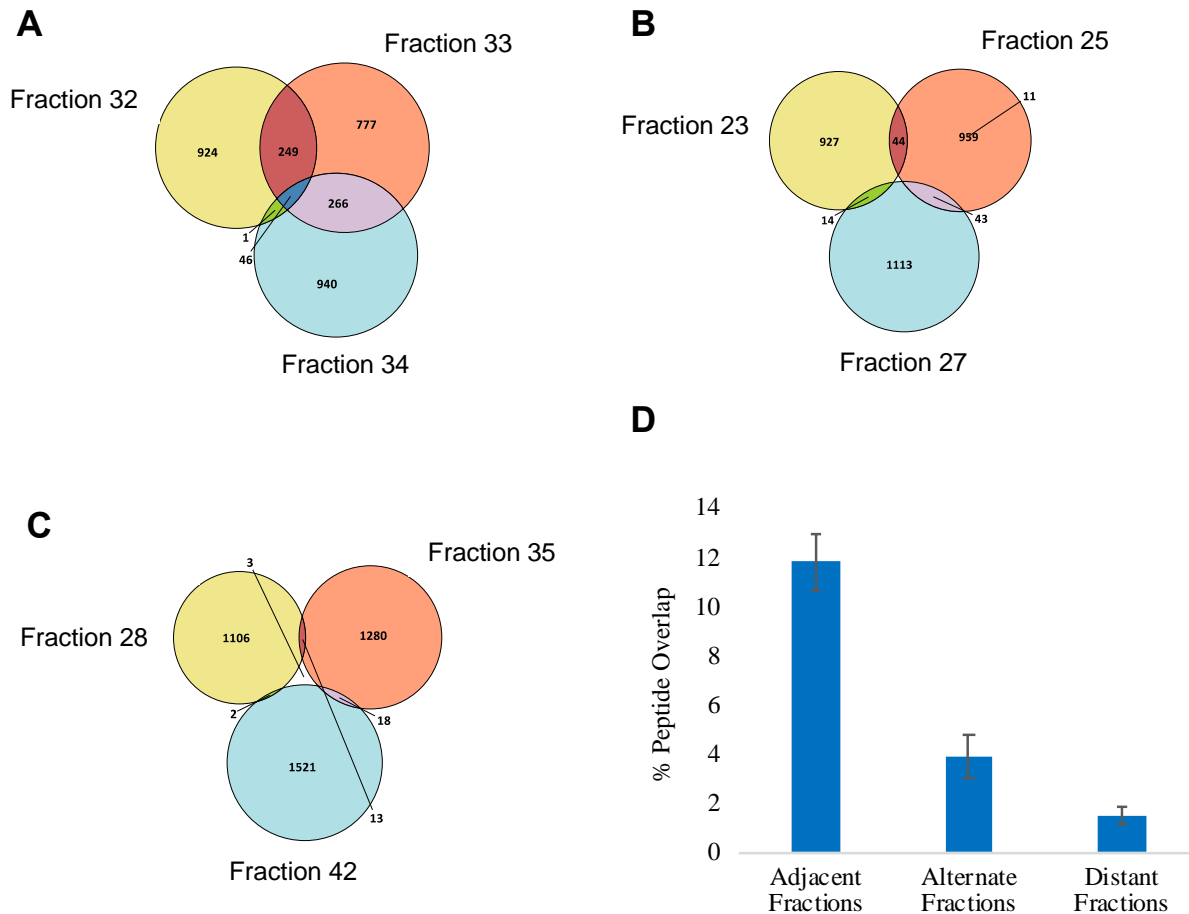 A
Fraction 33
Fraction 32
777
924
249
266
1
46
940
Fraction 34
B
Fraction 25
11
Fraction 23
927
44
959
14
43
1113
Fraction 27
C
3
Fraction 35
Fraction 28
1106
1280
2
18
1521
13
Fraction 42
D
% Peptide Overlap
14
12
10
8
6
4
2
0
Adjacent
Fractions
Alternate
Fractions
Distant
Fractions